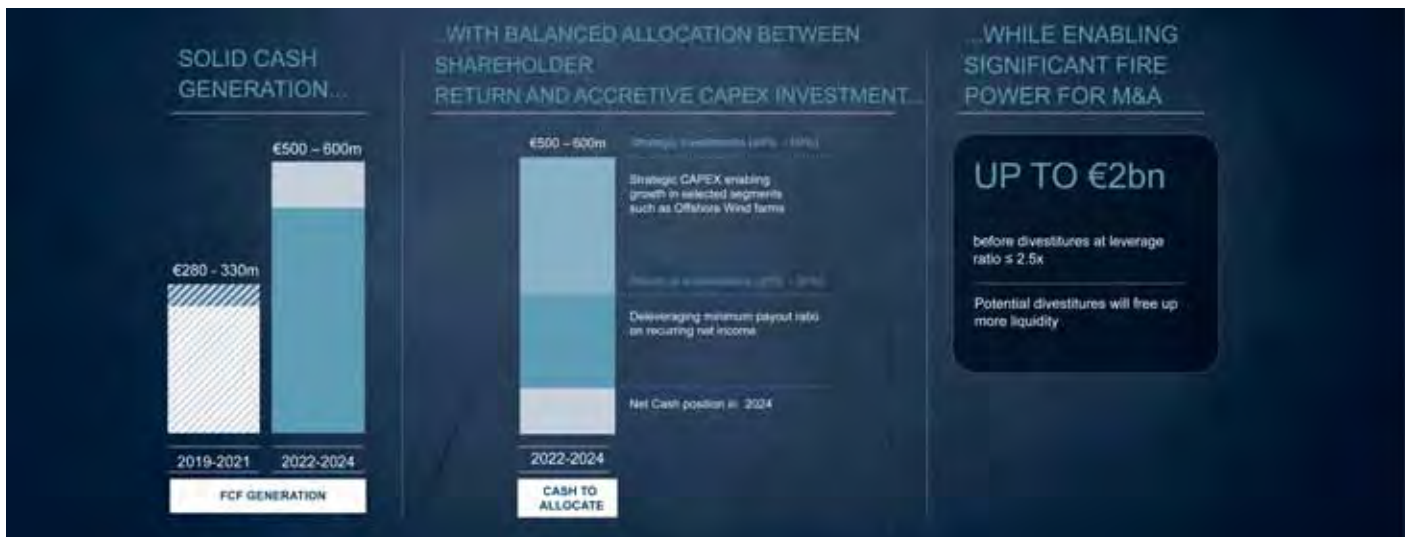 SOLID CASH
GENERATION...
€500 – 600m
€280 - 330m
2019-2021
2022-2024
FCF GENERATION
...WITH BALANCED ALLOCATION BETWEEN
SHAREHOLDER
RETURN AND ACCRETIVE CAPEX INVESTMENT...
€500 – 600m
Strategic CAPEX enabling
growth in selected segments
such as Offshore Wind farms
Deleveraging minimum payout ratio
on recurring net income
Net Cash position in 2024
2022-2024
CASH TO
ALLOCATE
...WHILE ENABLING
SIGNIFICANT FIRE
POWER FOR M&A
UP TO €2bn
before divestitures at leverage
ratio ≤ 2.5x
Potential divestitures will free up
more liquidity